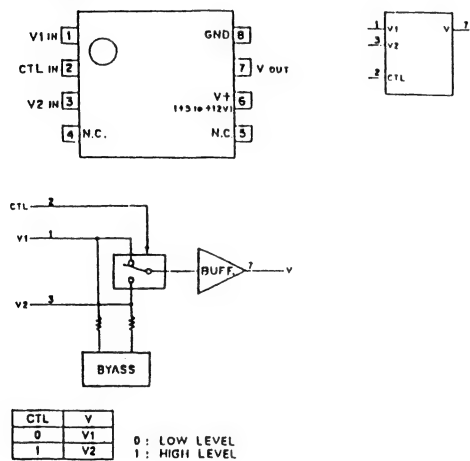 V1 IN 1
CTL IN 2
V2 IN 3
4 N.C.
GND 8
7 V OUT
V+ 6
(+5 to +12V)
N.C 5
1 V1
3 V2
2 CTL
V 7
CTL 2
V1 1
V2 3
BUFF.
7 V
BYASS
CTL V
0 V1
1 V2
0 : LOW LEVEL
1 : HIGH LEVEL